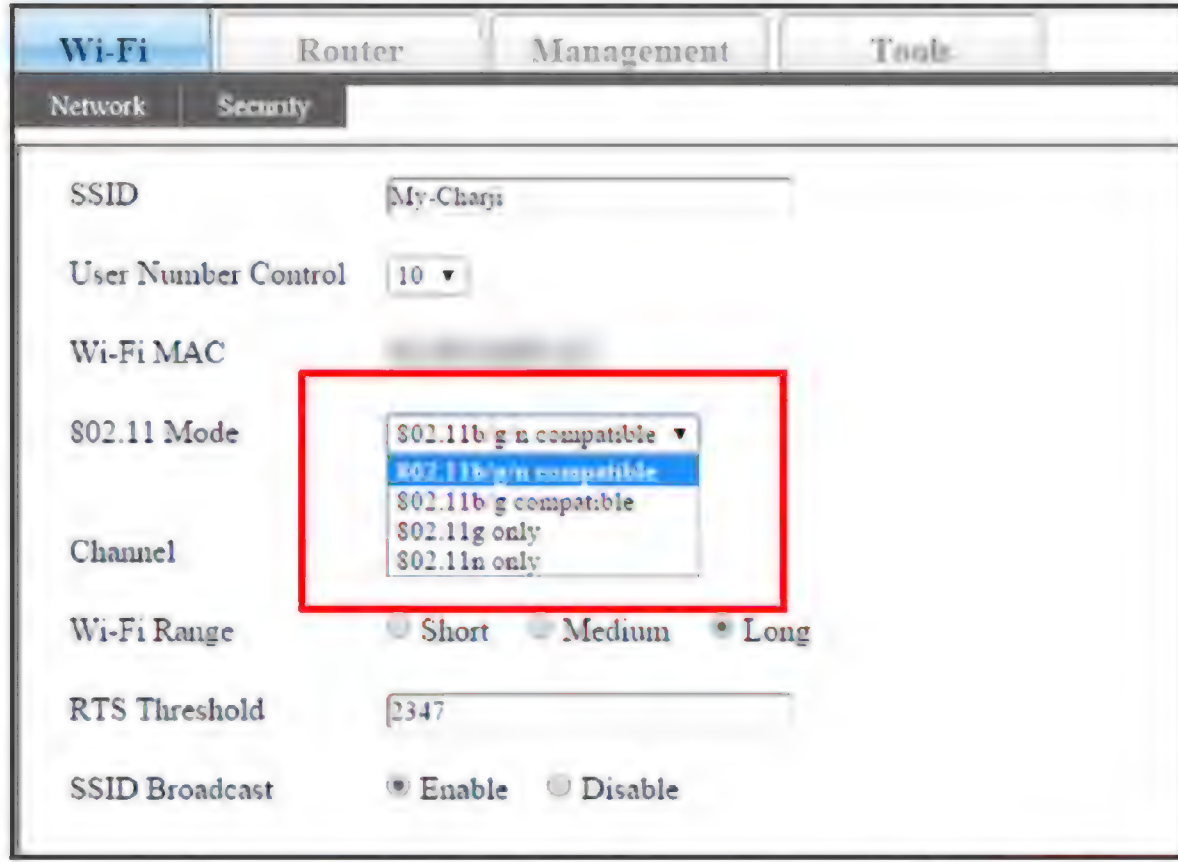 Wi-Fi Router Management Tools
Network Security
SSID My-Charji
User Number Control 10
Wi-Fi MAC
802.11 Mode 802.11b/g/n compatible
802.11b/g/n compatible
802.11b/g compatible
802.11g only
Channel 802.11n only
Wi-Fi Range Short Medium Long
RTS Threshold 2347
SSID Broadcast Enable Disable